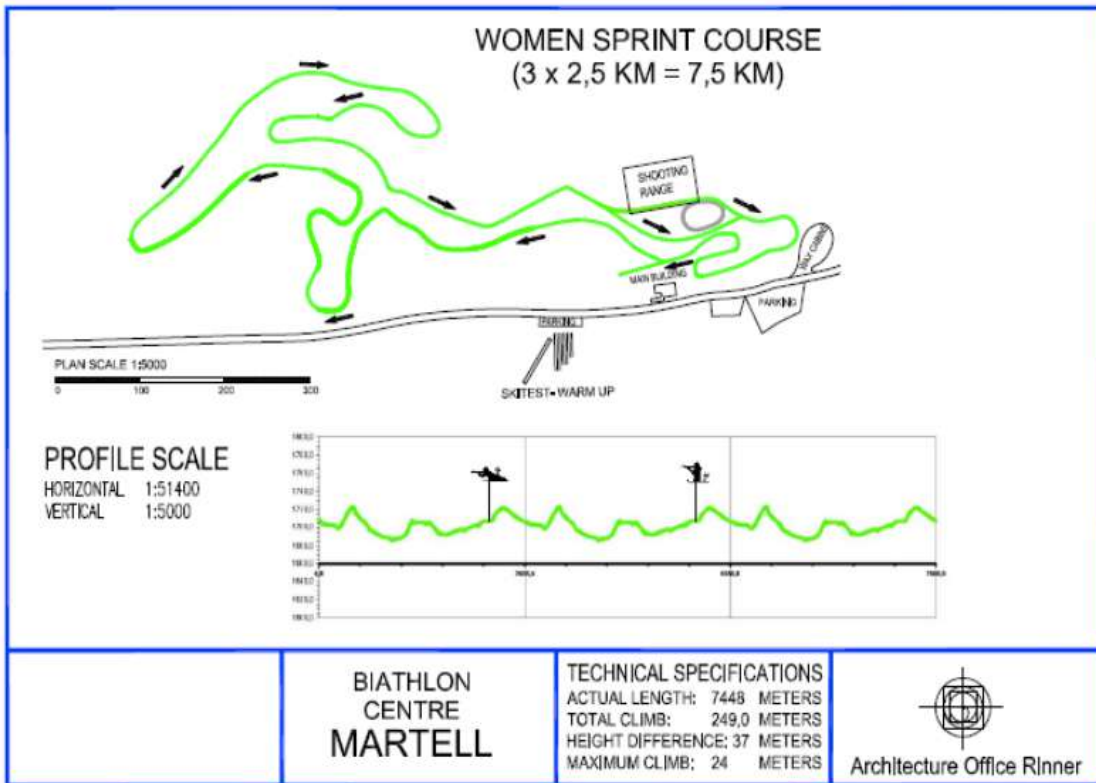 WOMEN SPRINT COURSE
(3 x 2,5 KM = 7,5 KM)
SHOOTING
RANGE
MAIN BUILDING
WAX CABINS
PARKING
PARKING
PLAN SCALE 1:5000
0 100 200 300
SKITEST- WARM UP
PROFILE SCALE
HORIZONTAL 1:51400
VERTICAL 1:5000
BIATHLON
CENTRE
MARTELL
TECHNICAL SPECIFICATIONS
ACTUAL LENGTH: 7448 METERS
TOTAL CLIMB: 249,0 METERS
HEIGHT DIFFERENCE: 37 METERS
MAXIMUM CLIMB: 24 METERS
Architecture Office Rinner